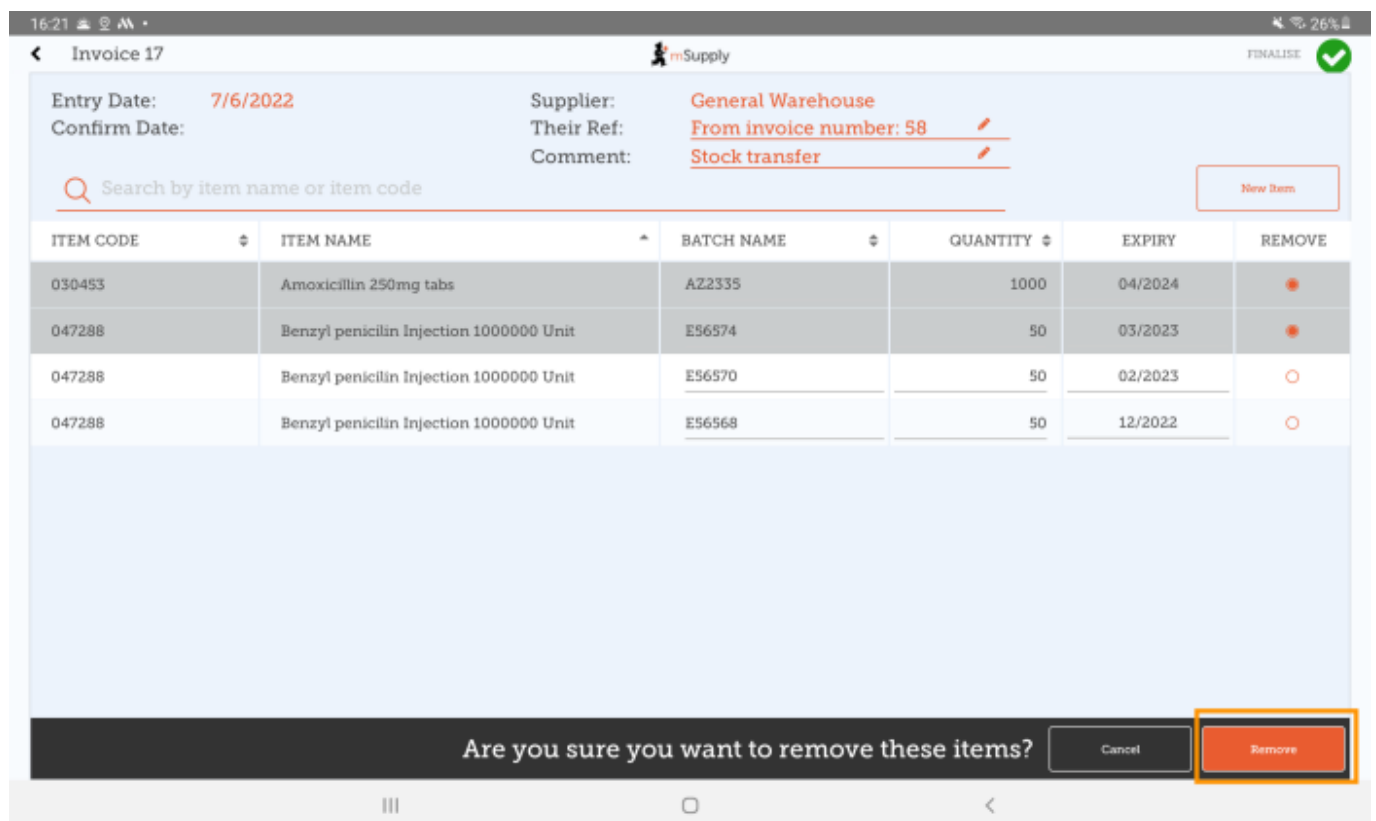 16:21
26%
Invoice 17
mSupply
FINALISE
Entry Date: 7/6/2022
Supplier: General Warehouse
Confirm Date:
Their Ref: From invoice number: 58
Comment: Stock transfer
Search by item name or item code
New Item
ITEM CODE ITEM NAME BATCH NAME QUANTITY EXPIRY REMOVE
030453 Amoxicillin 250mg tabs AZ2335 1000 04/2024
047288 Benzyl penicilin Injection 1000000 Unit E56574 50 03/2023
047288 Benzyl penicilin Injection 1000000 Unit E56570 50 02/2023
047288 Benzyl penicilin Injection 1000000 Unit E56568 50 12/2022
Are you sure you want to remove these items? Cancel Remove